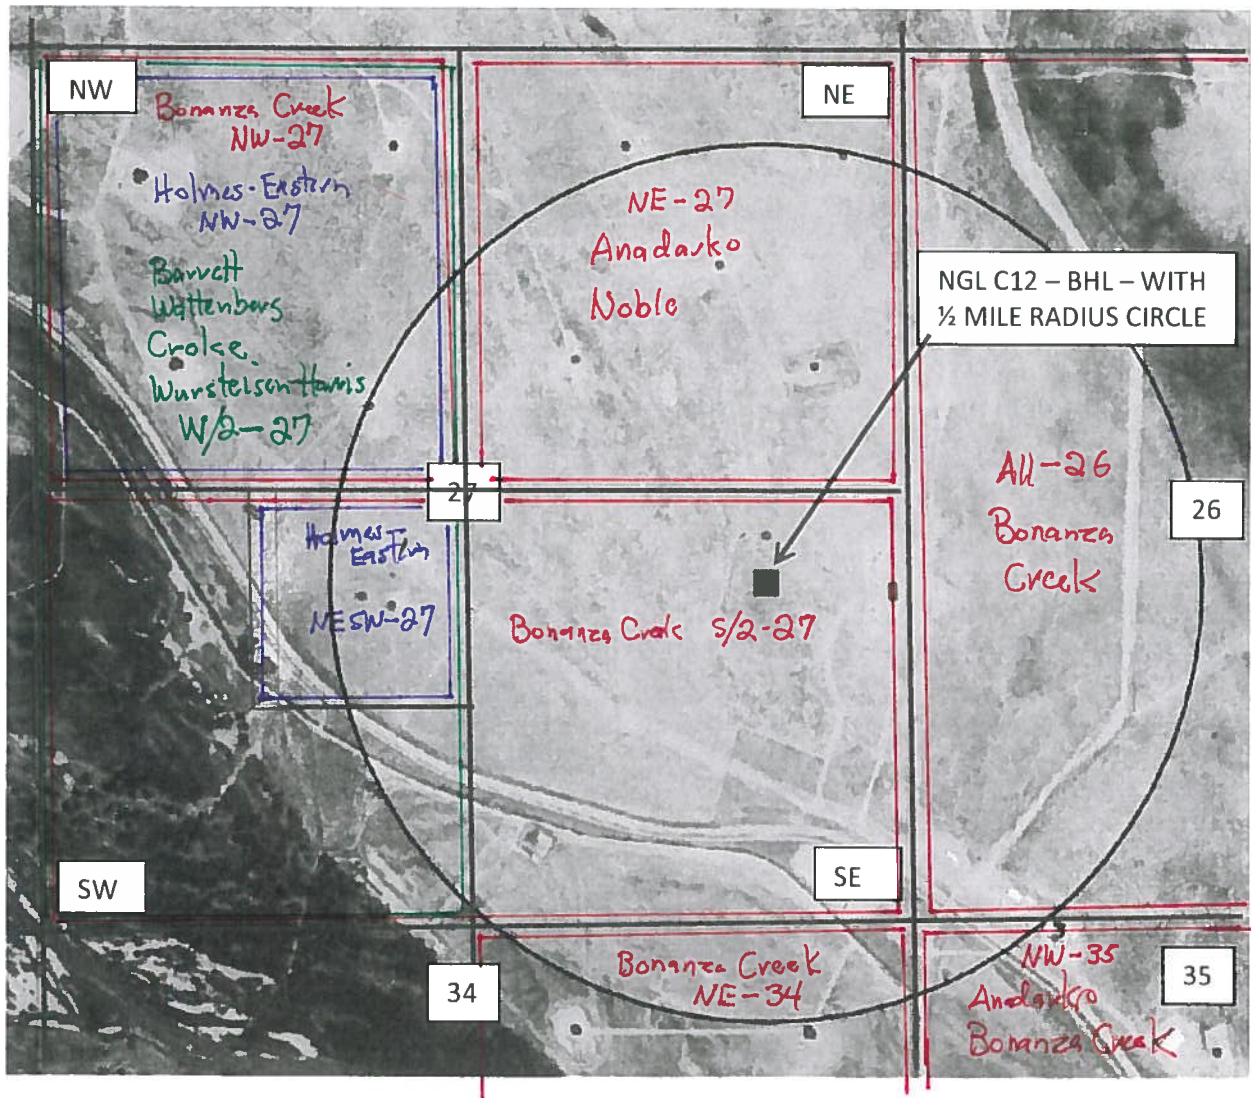 NW
Bonanza Creek
NW-27
Holmes-Eastern
NW-27
Barrett
Wattenberg
Croke
Wursteisen-Harris
W/2-27
NE
NE-27
Anadarko
Noble
NGL C12 – BHL – WITH
½ MILE RADIUS CIRCLE
27
All-26
Bonanza
Creek
26
Holmes-
Eastern
NESW-27
Bonanza Creek S/2-27
SW
SE
34
Bonanza Creek
NE-34
NW-35
Anadarko
Bonanza Creek
35